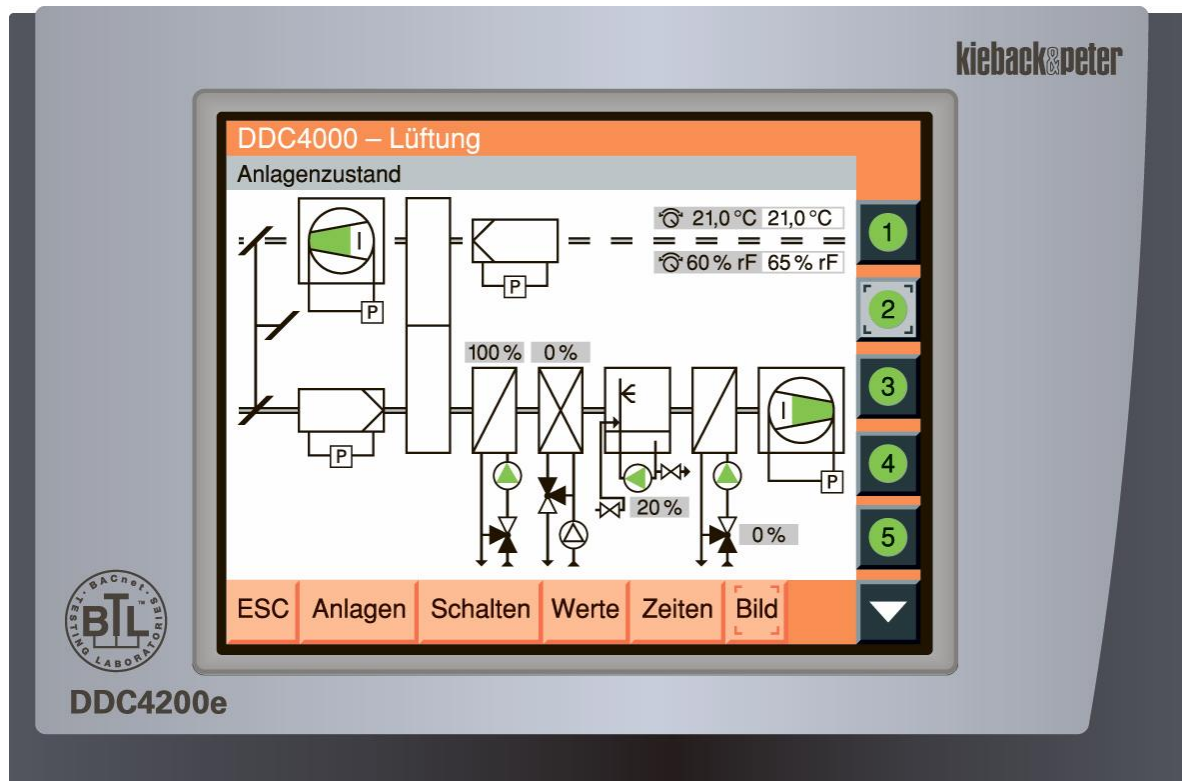 kieback&peter
DDC4000 – Lüftung
Anlagenzustand
21,0 °C 21,0 °C
60 % rF 65 % rF
I
P
P
100 % 0 %
P
I
P
20 %
0 %
1
2
3
4
5
ESC Anlagen Schalten Werte Zeiten Bild
BACnet TESTING LABORATORIES
BTL™
DDC4200e